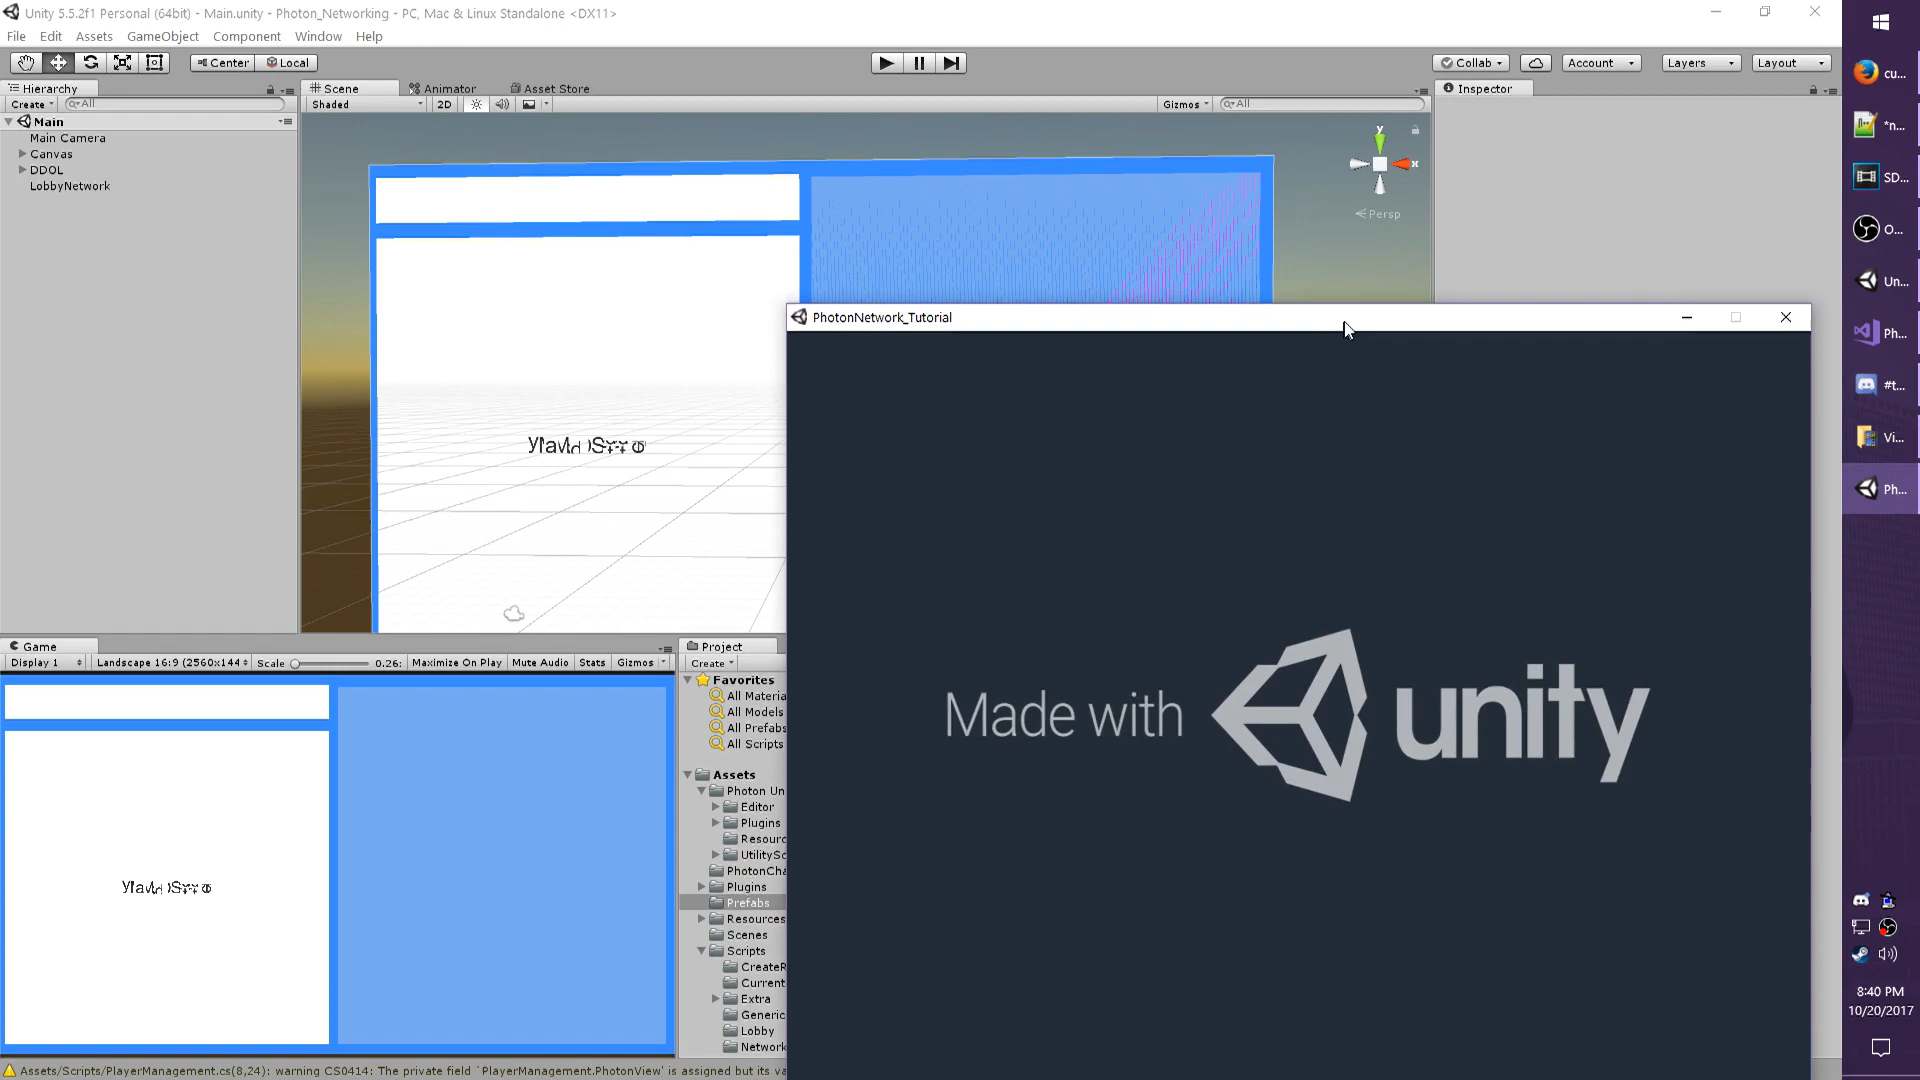 Unity 5.5.2f1 Personal (64bit) - Main.unity - Photon_Networking - PC, Mac & Linux Standalone <DX11>
File Edit Assets GameObject Component Window Help
Center Local Collab Account Layers Layout
Hierarchy Scene Animator Asset Store Inspector
Create All Shaded 2D Gizmos All
Main
Main Camera
Canvas
DDOL
LobbyNetwork
y
x
Persp
PhotonNetwork_Tutorial
Made with unity
Game
Display 1 Landscape 16:9 (2560x144 Scale 0.26: Maximize On Play Mute Audio Stats Gizmos
Project
Create
Favorites
All Materia
All Models
All Prefabs
All Scripts
Assets
Photon Un
Editor
Plugins
Resourc
UtilitySc
PhotonCha
Plugins
Prefabs
Resources
Scenes
Scripts
CreateR
Current
Extra
Generic
Lobby
Network
Assets/Scripts/PlayerManagement.cs(8,24): warning CS0414: The private field `PlayerManagement.PhotonView' is assigned but its va
cu...
*n...
SD...
O...
Un...
Ph...
#t...
Vi...
Ph...
8:40 PM
10/20/2017